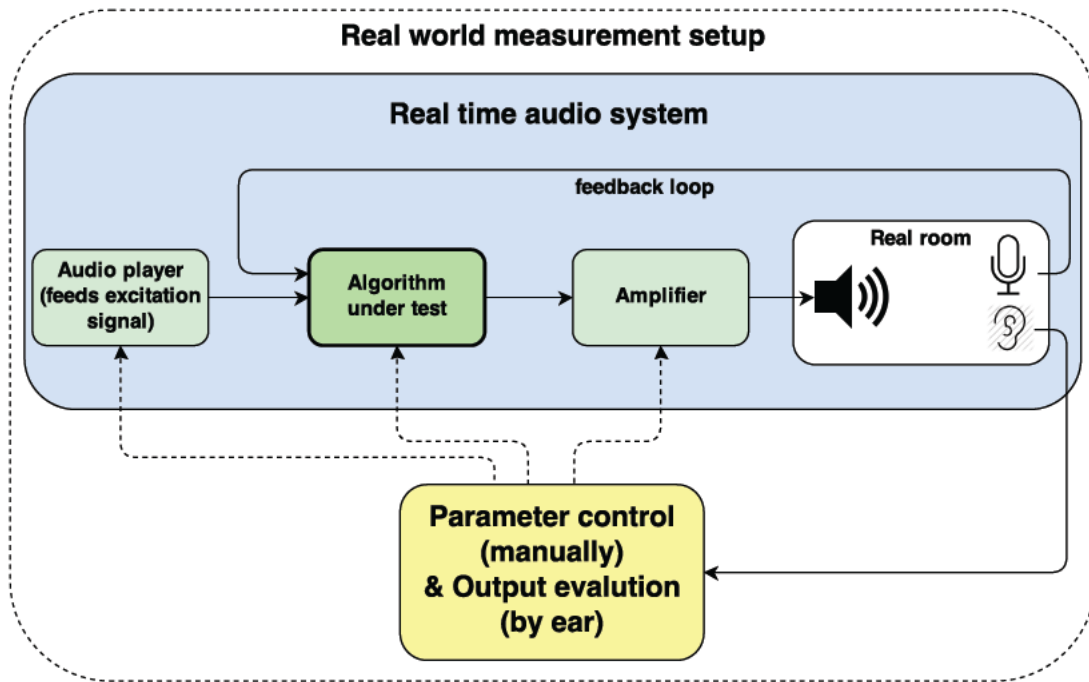 Real world measurement setup
Real time audio system
feedback loop
Audio player
(feeds excitation
signal)
Algorithm
under test
Amplifier
Real room
Parameter control
(manually)
& Output evalution
(by ear)